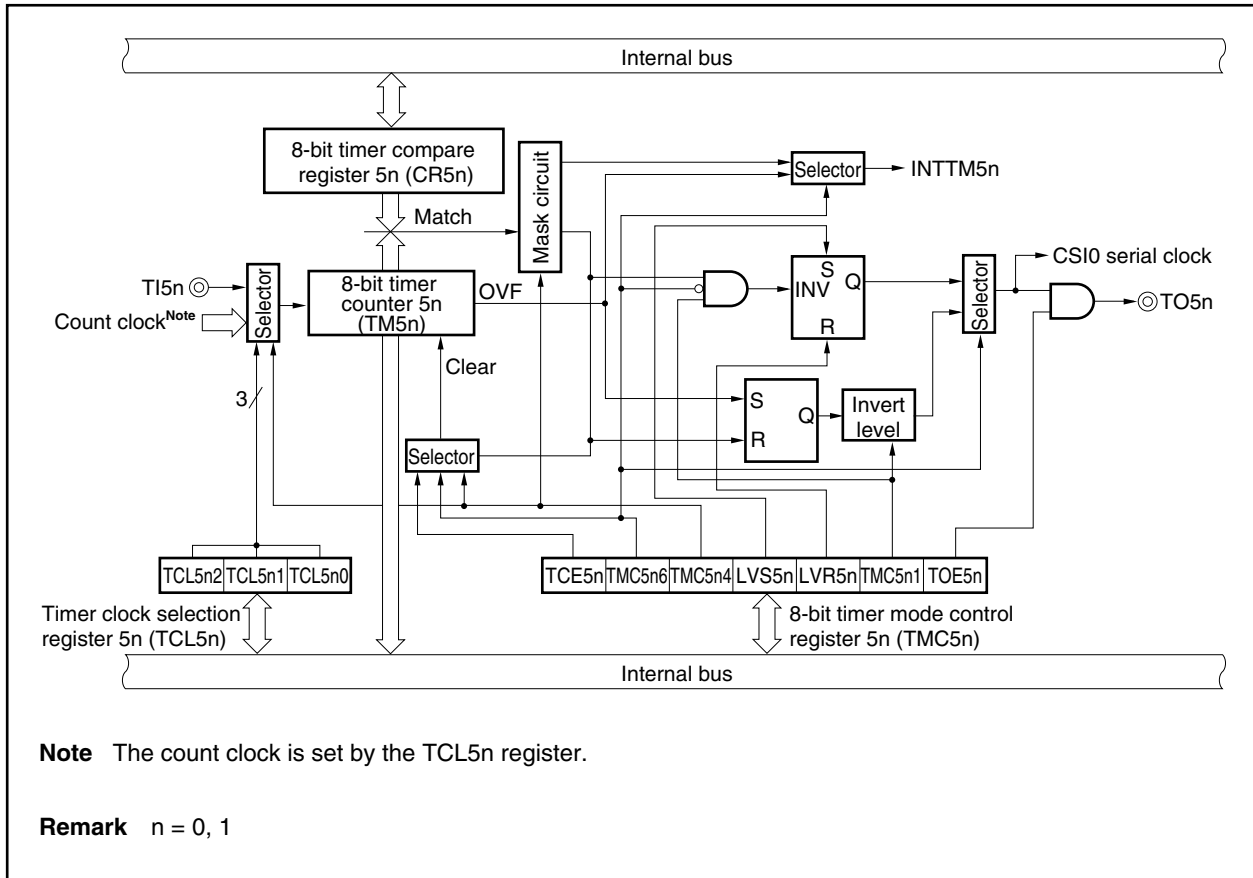 Internal bus
8-bit timer compare
register 5n (CR5n)
Match
Mask circuit
Selector
INTTM5n
TI5n
Count clockNote
Selector
8-bit timer
counter 5n
(TM5n)
OVF
Clear
S
INV
Q
R
Selector
CSI0 serial clock
TO5n
3
S
R
Q
Invert
level
Selector
TCL5n2 TCL5n1 TCL5n0
TCE5n TMC5n6 TMC5n4 LVS5n LVR5n TMC5n1 TOE5n
Timer clock selection
register 5n (TCL5n)
8-bit timer mode control
register 5n (TMC5n)
Internal bus
Note The count clock is set by the TCL5n register.
Remark n = 0, 1